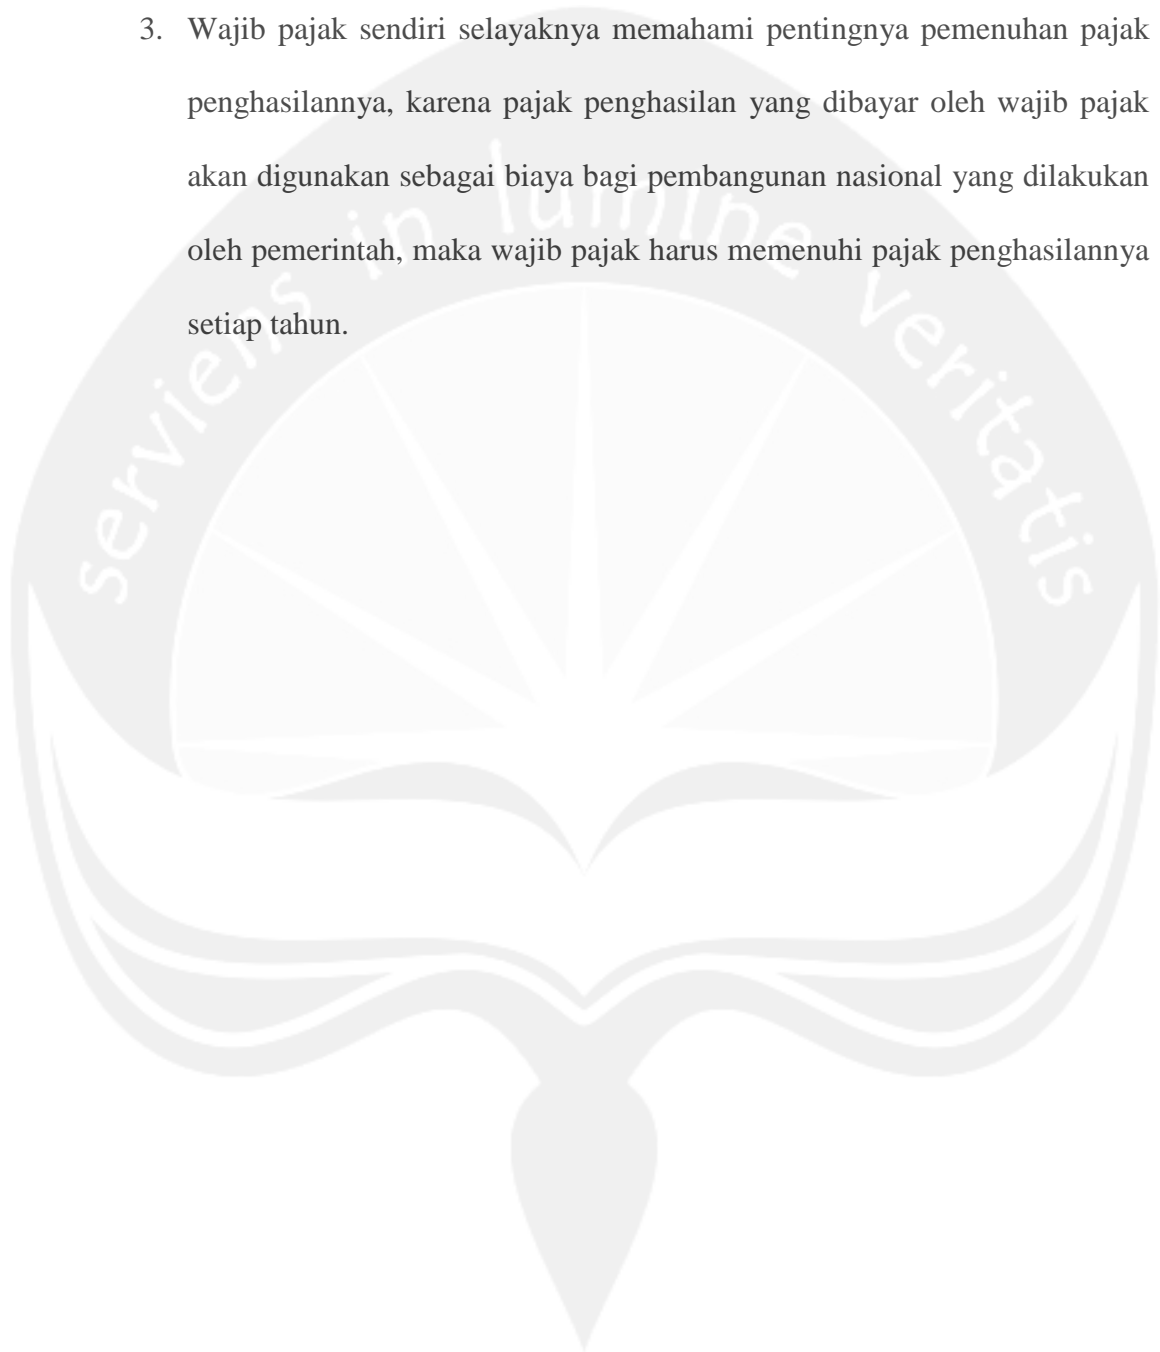 3. Wajib pajak sendiri selayaknya memahami pentingnya pemenuhan pajak
penghasilannya, karena pajak penghasilan yang dibayar oleh wajib pajak
akan digunakan sebagai biaya bagi pembangunan nasional yang dilakukan
oleh pemerintah, maka wajib pajak harus memenuhi pajak penghasilannya
setiap tahun.
serviens in lumine veritatis